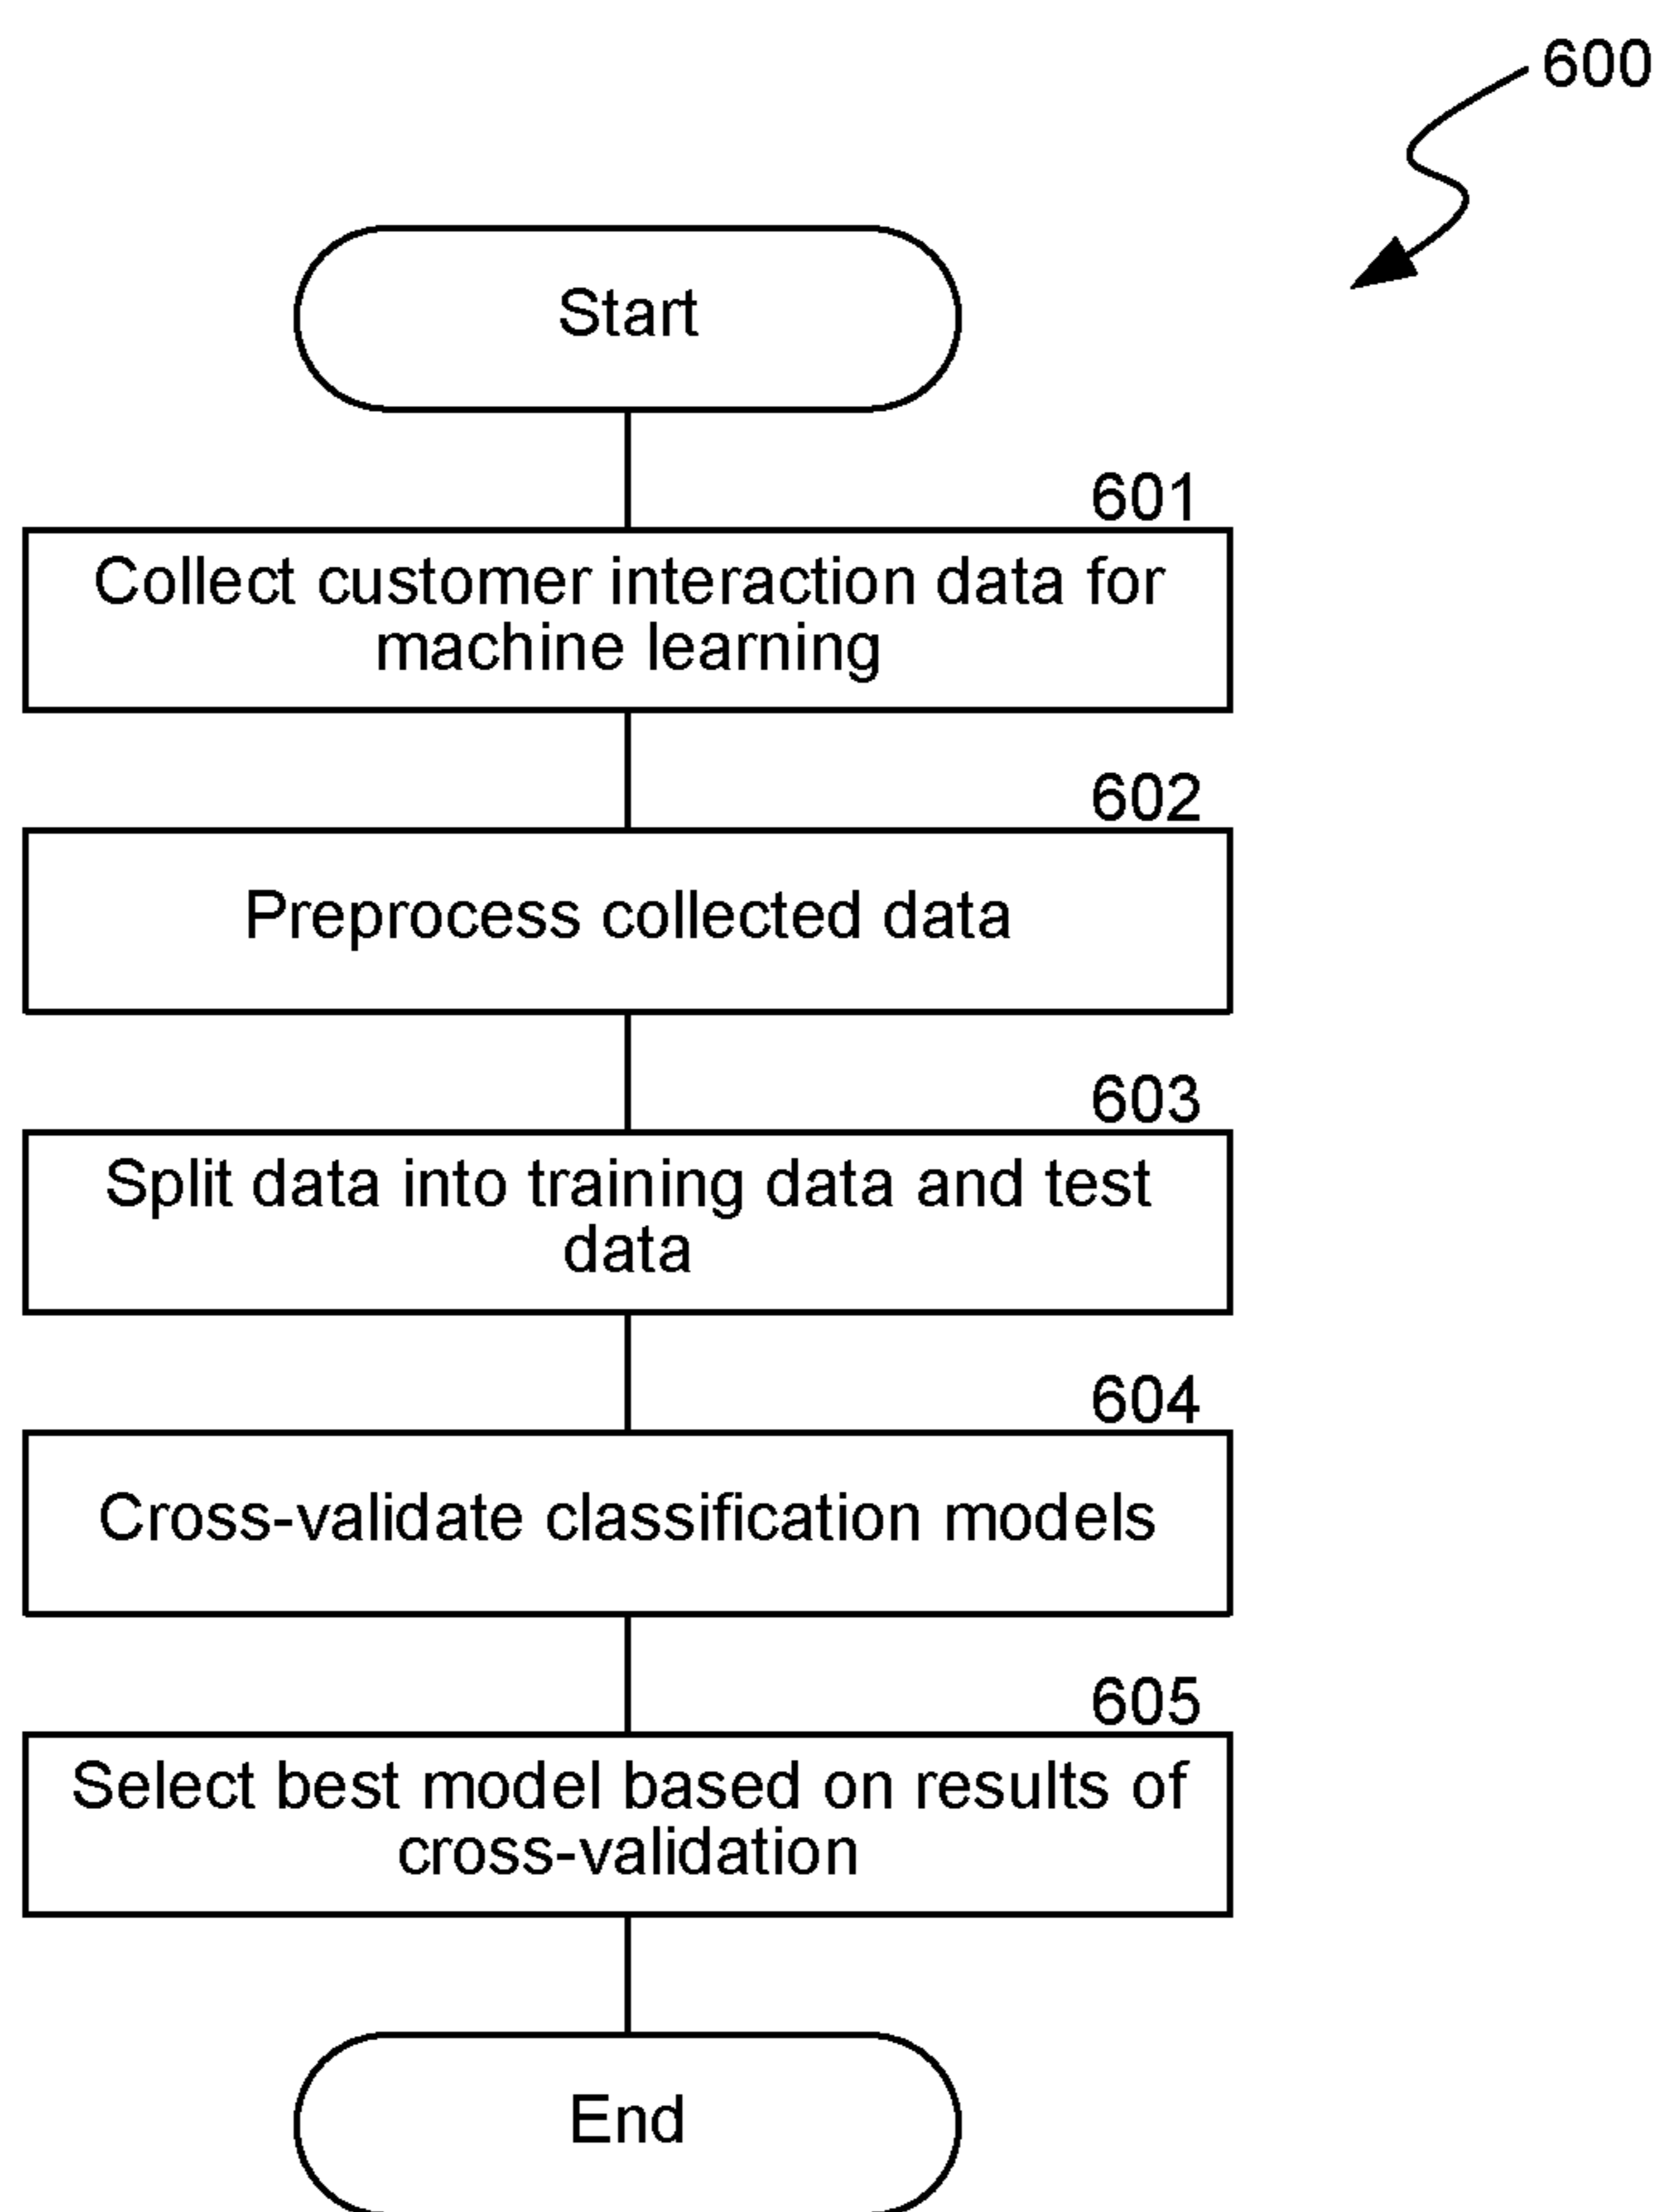 600
Start
601
Collect customer interaction data for
machine learning
602
Preprocess collected data
603
Split data into training data and test
data
604
Cross-validate classification models
605
Select best model based on results of
cross-validation
End